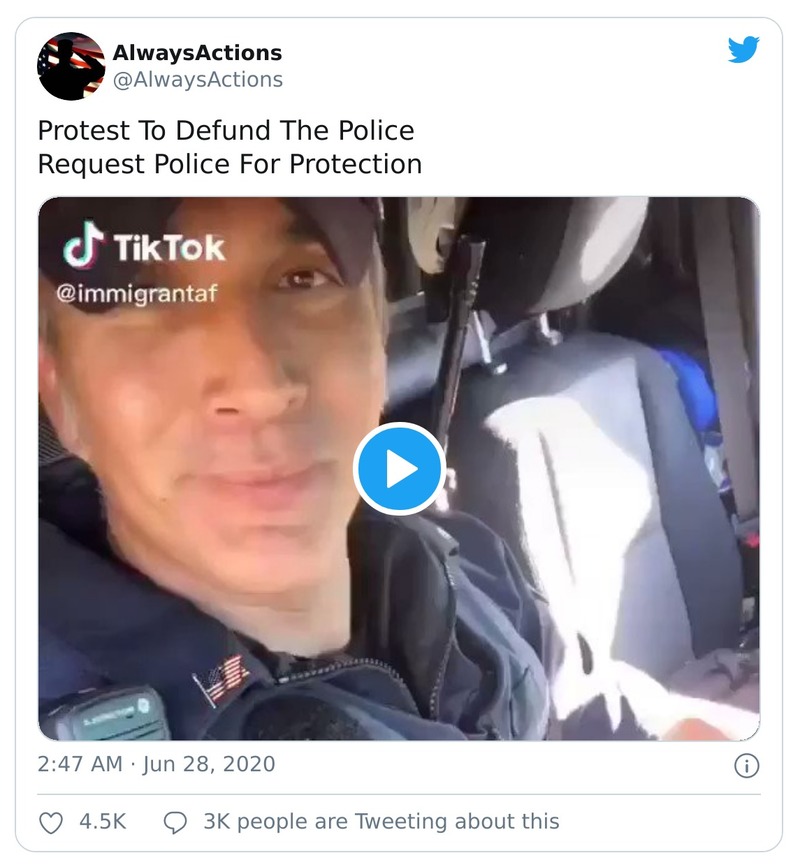 AlwaysActions
@AlwaysActions
Protest To Defund The Police
Request Police For Protection
TikTok
@immigrantaf
2:47 AM · Jun 28, 2020
4.5K
3K people are Tweeting about this